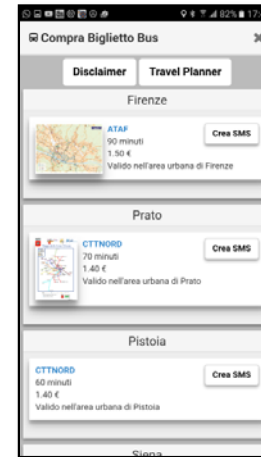 82% 17:
Compra Biglietto Bus
Disclaimer Travel Planner
Firenze
ATAF
90 minuti
1.50 €
Valido nell'area urbana di Firenze
Crea SMS
Prato
CTTNORD
70 minuti
1.40 €
Valido nell'area urbana di Prato
Crea SMS
Pistoia
CTTNORD
60 minuti
1.40 €
Valido nell'area urbana di Pistoia
Crea SMS
Siena